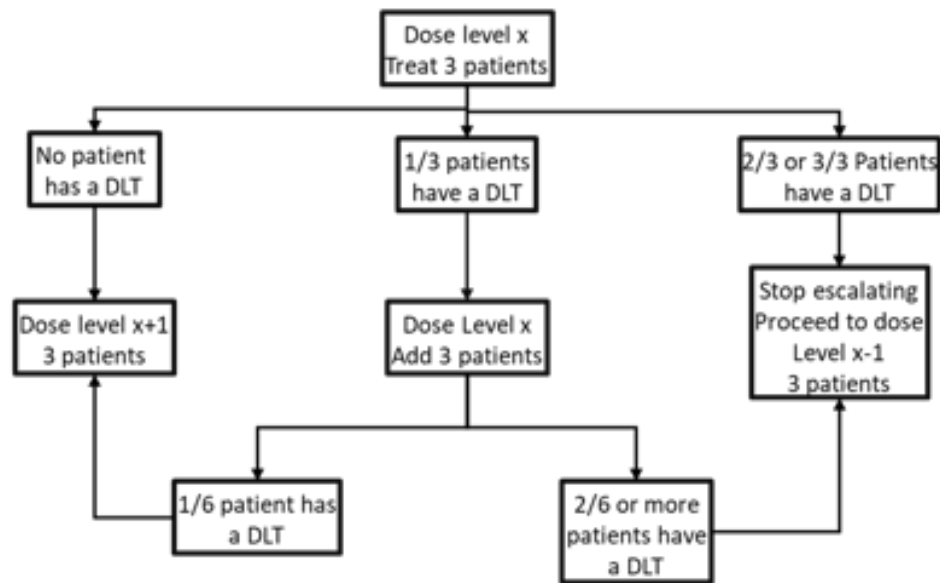 Dose level x
Treat 3 patients
No patient
has a DLT
1/3 patients
have a DLT
2/3 or 3/3 Patients
have a DLT
Dose level x+1
3 patients
Dose Level x
Add 3 patients
Stop escalating
Proceed to dose
Level x-1
3 patients
1/6 patient has
a DLT
2/6 or more
patients have
a DLT